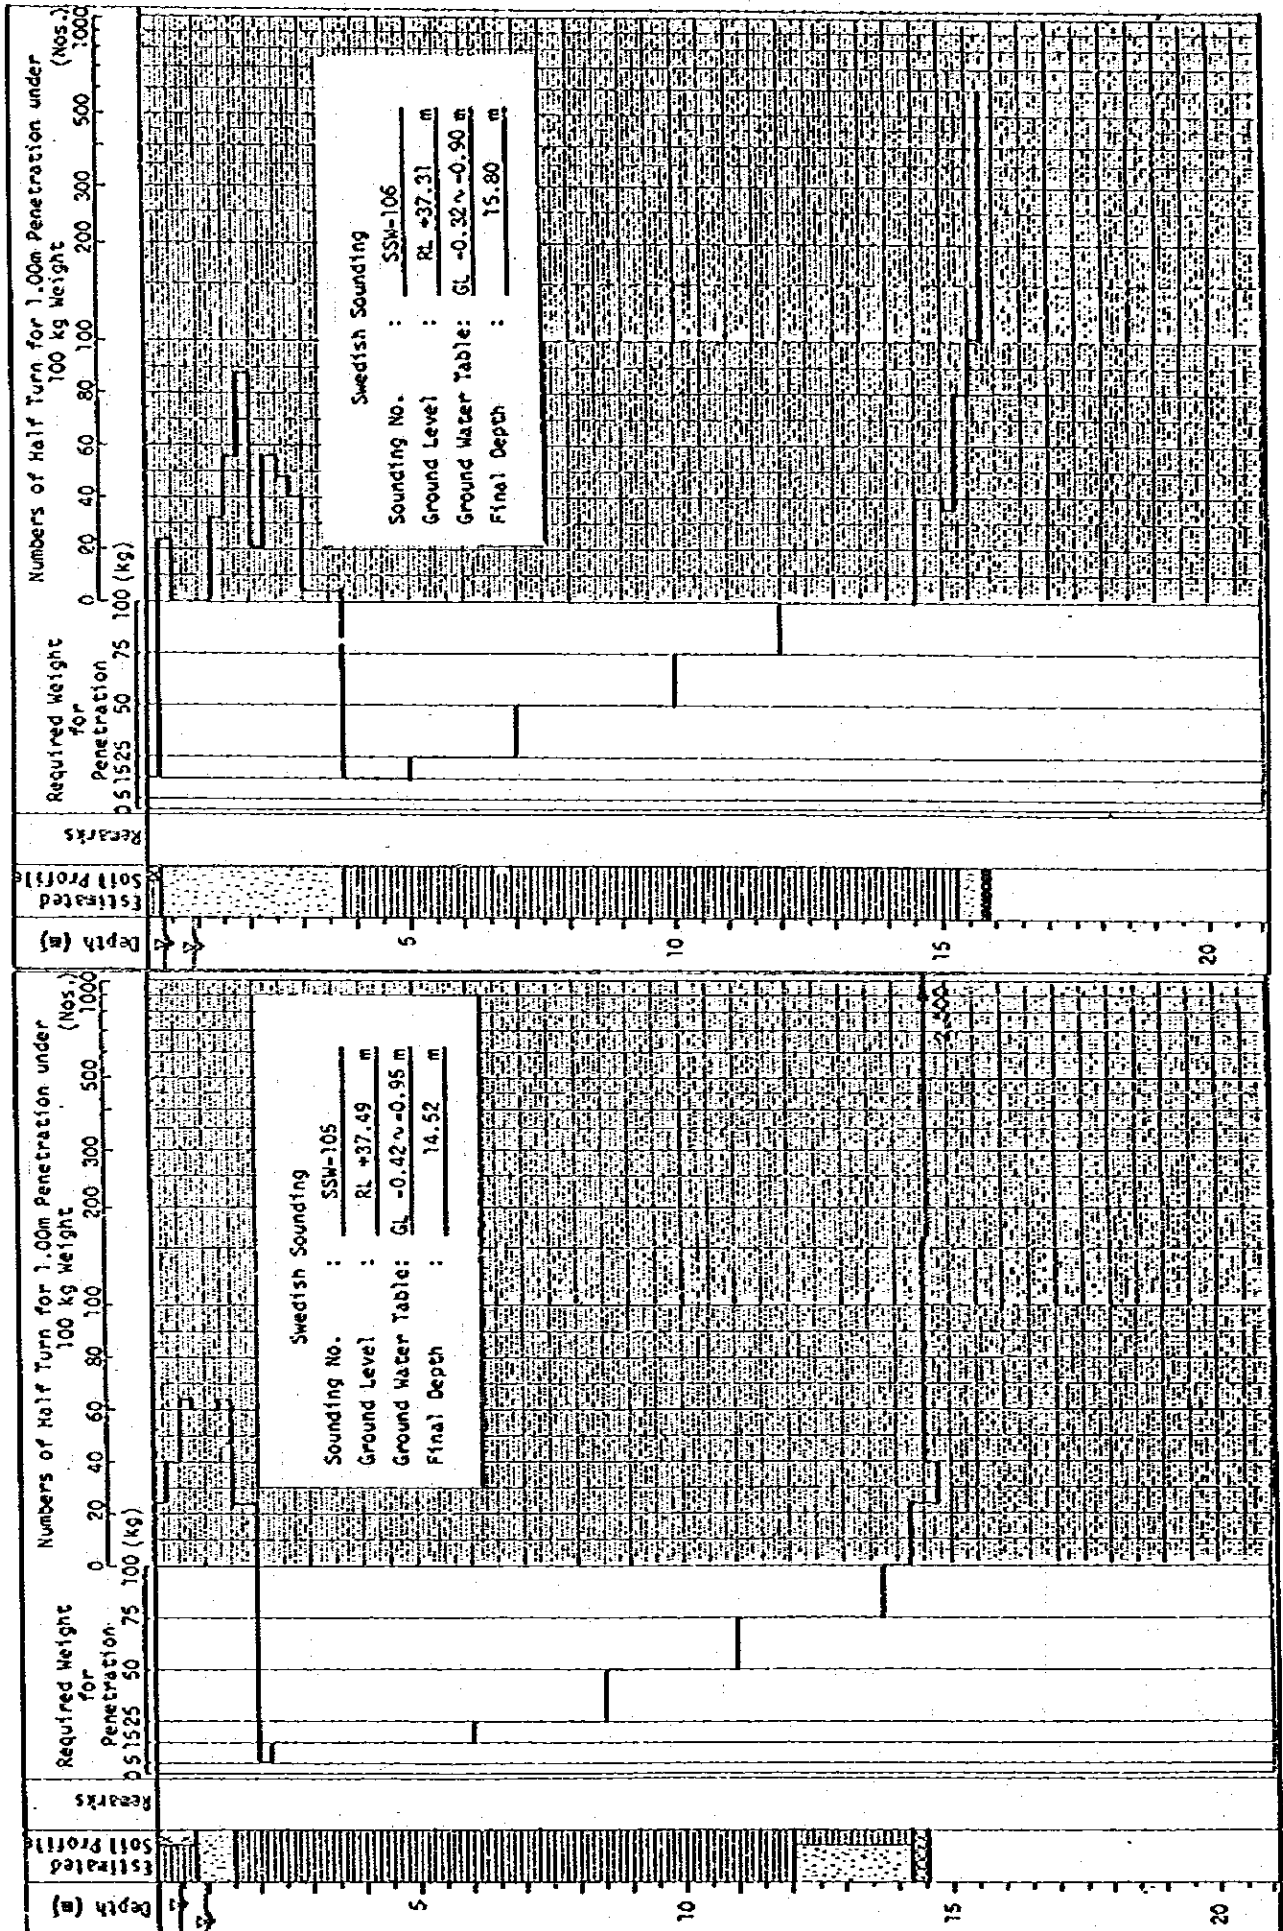 Depth (m)
Estimated
Soil Profile
Remarks
Required Weight
for
Penetration
0 5 15 25 50 75 100 (kg)
Numbers of Half Turn for 1.00m Penetration under
100 kg Weight (Nos.)
0 20 40 60 80 100 200 300 500 1000
Swedish Sounding
Sounding No. : SSW-105
Ground Level : RL +37.49 m
Ground Water Table: GL -0.42~-0.95 m
Final Depth : 14.52 m
5
10
15
20
Depth (m)
Estimated
Soil Profile
Remarks
Required Weight
for
Penetration
0 5 15 25 50 75 100 (kg)
Numbers of Half Turn for 1.00m Penetration under
100 kg Weight (Nos.)
0 20 40 60 80 100 200 300 500 1000
Swedish Sounding
Sounding No. : SSW-106
Ground Level : RL +37.31 m
Ground Water Table: GL -0.32~-0.90 m
Final Depth : 15.80 m
5
10
15
20